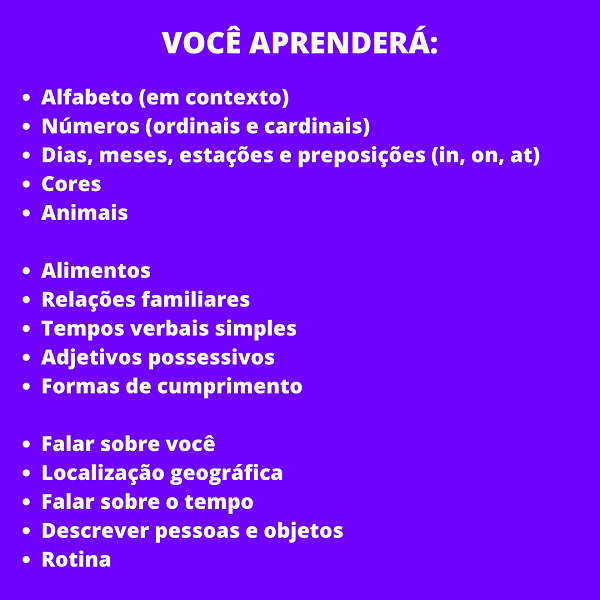 VOCÊ APRENDERÁ:
• Alfabeto (em contexto)
• Números (ordinais e cardinais)
• Dias, meses, estações e preposições (in, on, at)
• Cores
• Animais
• Alimentos
• Relações familiares
• Tempos verbais simples
• Adjetivos possessivos
• Formas de cumprimento
• Falar sobre você
• Localização geográfica
• Falar sobre o tempo
• Descrever pessoas e objetos
• Rotina